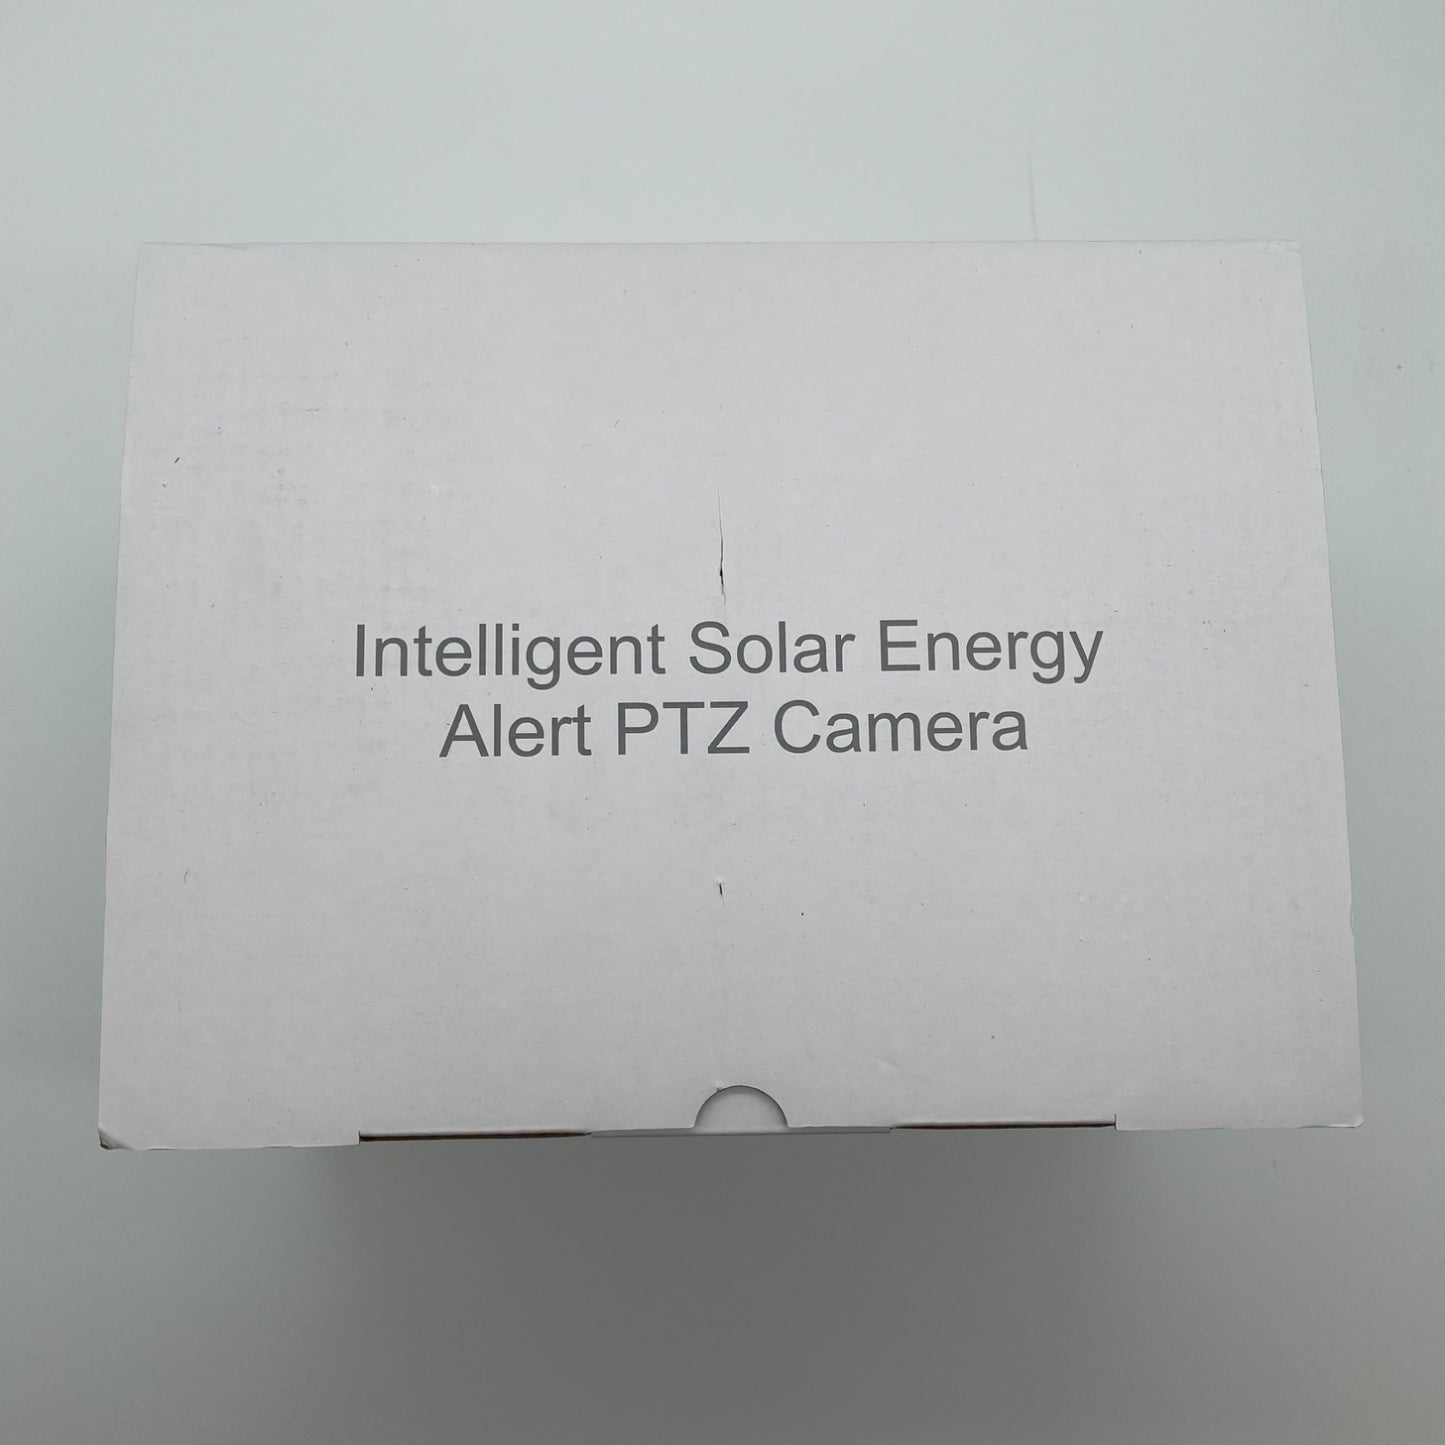 Intelligent Solar Energy
Alert PTZ Camera